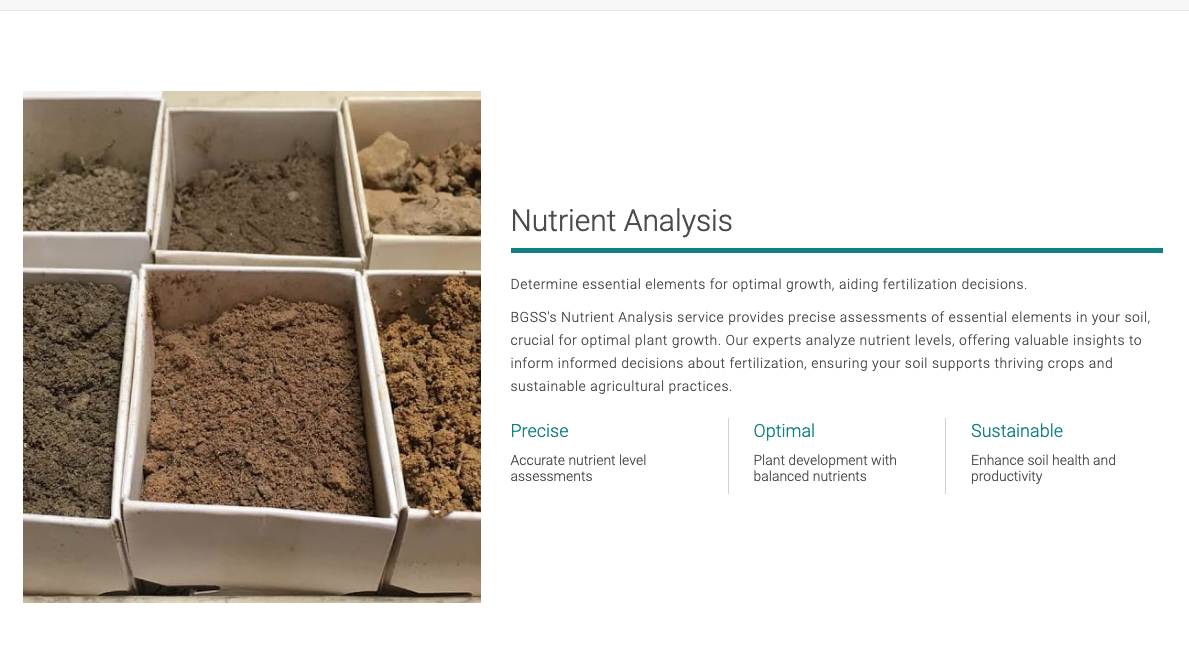 Nutrient Analysis
Determine essential elements for optimal growth, aiding fertilization decisions.
BGSS's Nutrient Analysis service provides precise assessments of essential elements in your soil,
crucial for optimal plant growth. Our experts analyze nutrient levels, offering valuable insights to
inform informed decisions about fertilization, ensuring your soil supports thriving crops and
sustainable agricultural practices.
Precise
Accurate nutrient level
assessments
Optimal
Plant development with
balanced nutrients
Sustainable
Enhance soil health and
productivity